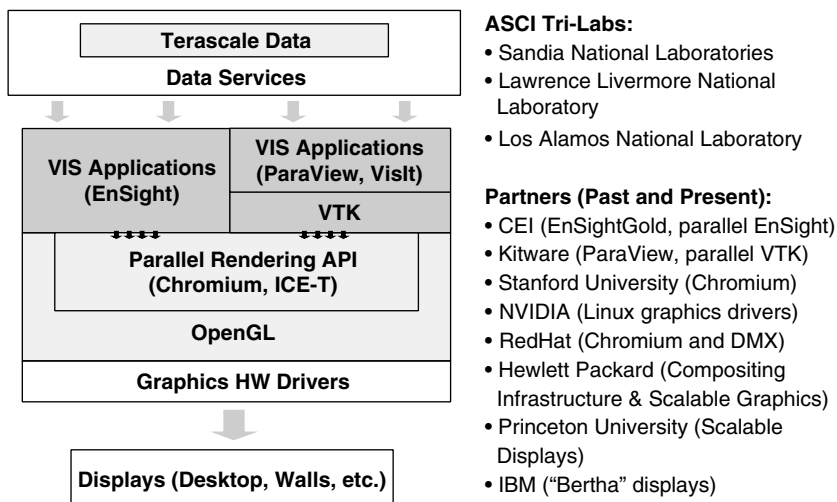 Terascale Data
Data Services
VIS Applications
(EnSight)
VIS Applications
(ParaView, VisIt)
VTK
Parallel Rendering API
(Chromium, ICE-T)
OpenGL
Graphics HW Drivers
Displays (Desktop, Walls, etc.)
ASCI Tri-Labs:
• Sandia National Laboratories
• Lawrence Livermore National
Laboratory
• Los Alamos National Laboratory
Partners (Past and Present):
• CEI (EnSightGold, parallel EnSight)
• Kitware (ParaView, parallel VTK)
• Stanford University (Chromium)
• NVIDIA (Linux graphics drivers)
• RedHat (Chromium and DMX)
• Hewlett Packard (Compositing
Infrastructure & Scalable Graphics)
• Princeton University (Scalable
Displays)
• IBM (“Bertha” displays)